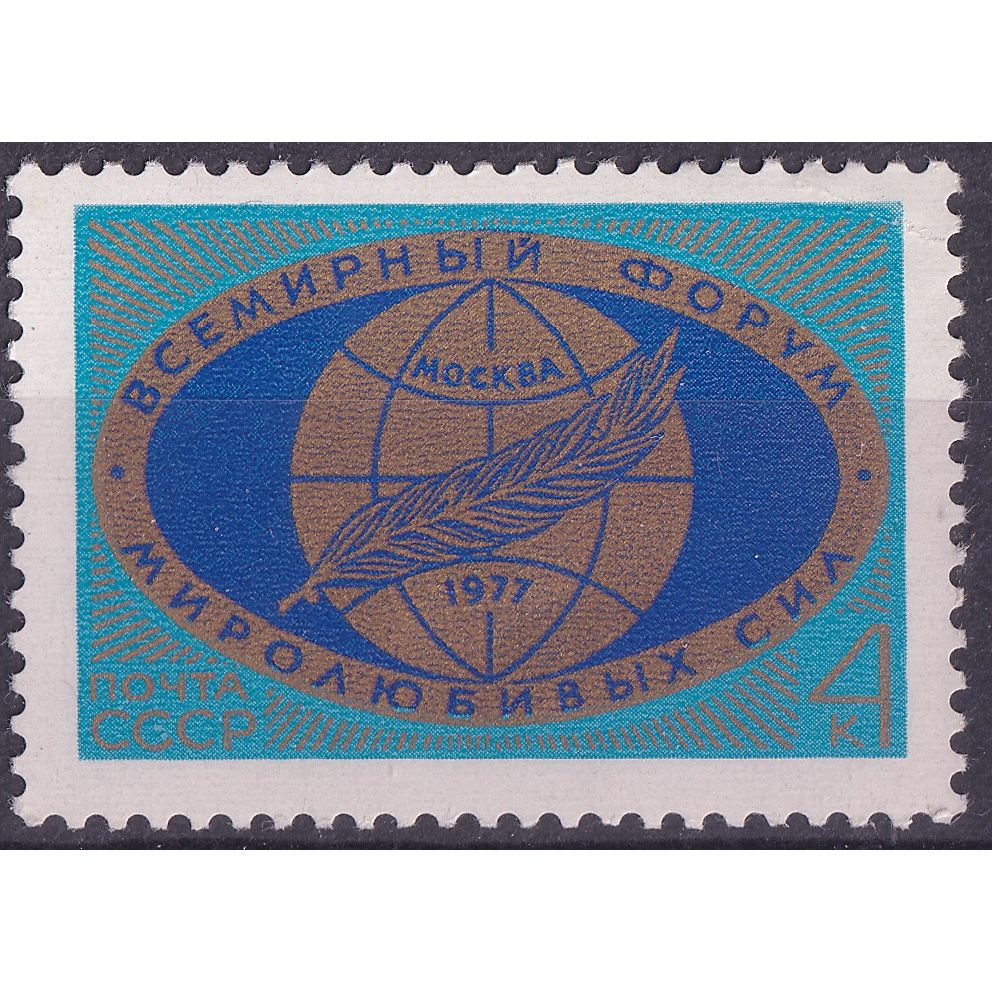 ВСЕМИРНЫЙ ФОРУМ
МОСКВА
1977
• МИРОЛЮБИВЫХ СИЛ •
ПОЧТА
СССР
4
К